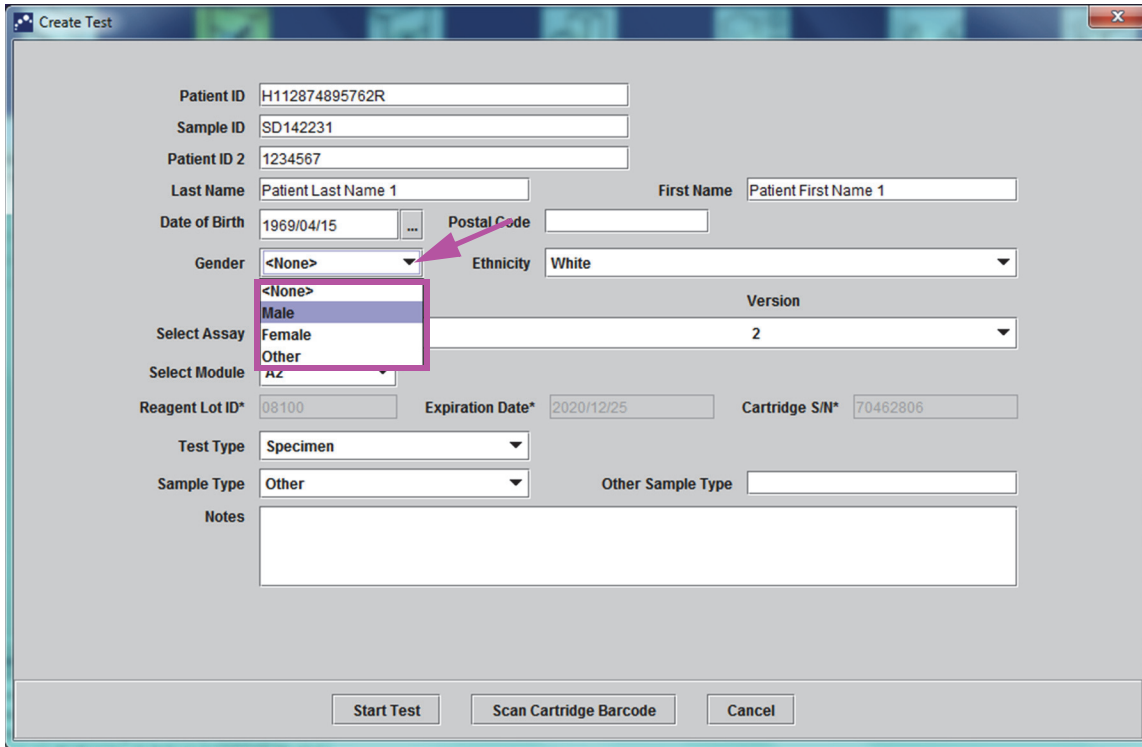 Create Test
Patient ID H112874895762R
Sample ID SD142231
Patient ID 2 1234567
Last Name Patient Last Name 1 First Name Patient First Name 1
Date of Birth 1969/04/15 ... Postal Code
Gender <None> Ethnicity White
<None>
Male Version
Select Assay Female 2
Other
Select Module A2
Reagent Lot ID* 08100 Expiration Date* 2020/12/25 Cartridge S/N* 70462806
Test Type Specimen
Sample Type Other Other Sample Type
Notes
Start Test Scan Cartridge Barcode Cancel